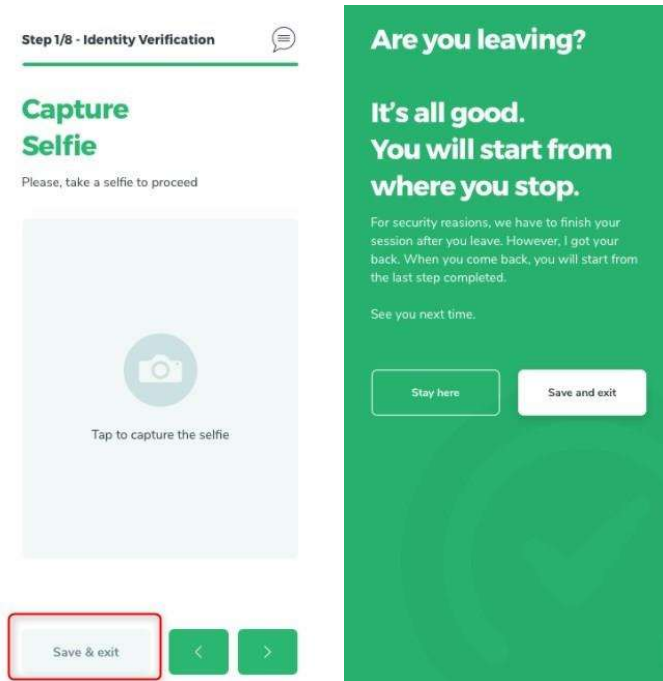 Step 1/8 - Identity Verification
Capture
Selfie
Please, take a selfie to proceed
Tap to capture the selfie
Save & exit
Are you leaving?
It's all good.
You will start from
where you stop.
For security reasions, we have to finish your
session after you leave. However, I got your
back. When you come back, you will start from
the last step completed.
See you next time.
Stay here
Save and exit